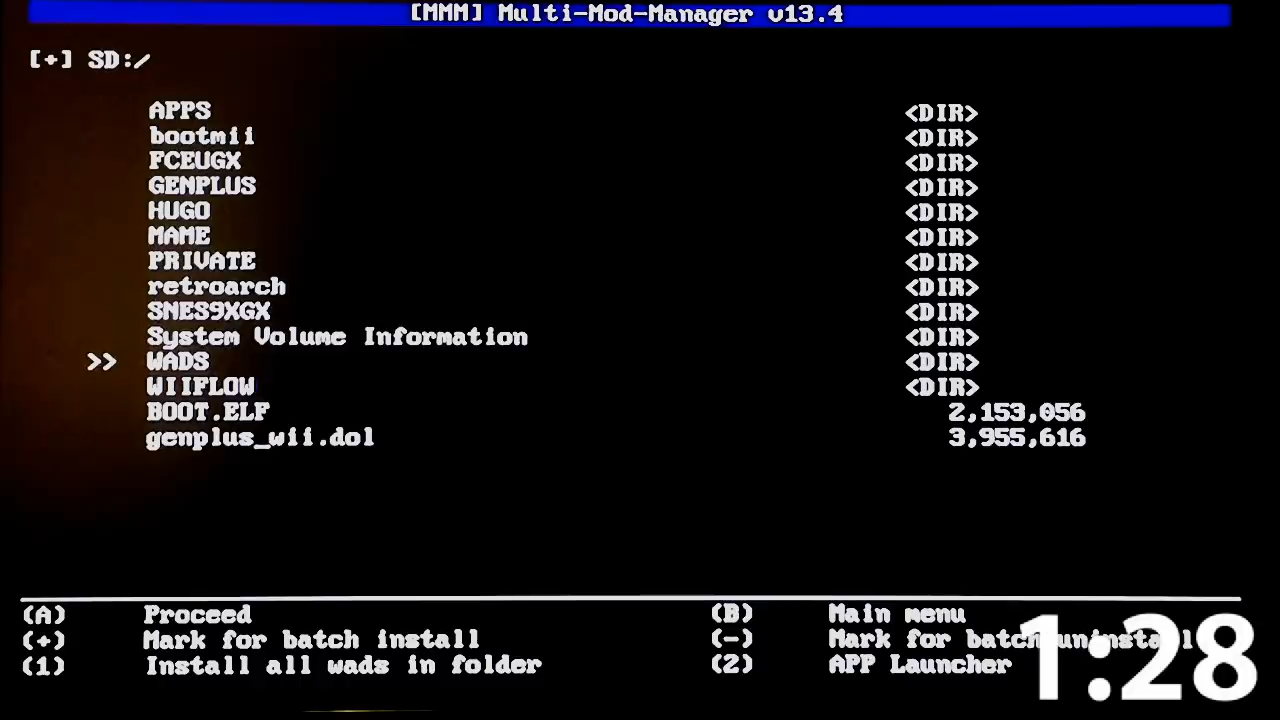 [MMM] Multi-Mod-Manager v13.4
[+] SD:/
APPS <DIR>
bootmii <DIR>
FCEUGX <DIR>
GENPLUS <DIR>
HUGO <DIR>
MAME <DIR>
PRIVATE <DIR>
retroarch <DIR>
SNES9XGX <DIR>
System Volume Information <DIR>
>> WADS <DIR>
WIIFLOW <DIR>
BOOT.ELF 2,153,056
genplus_wii.dol 3,955,616
(A) Proceed (B) Main menu
(+) Mark for batch install (-) Mark for batch uninstall
(1) Install all wads in folder (2) APP Launcher
1:28